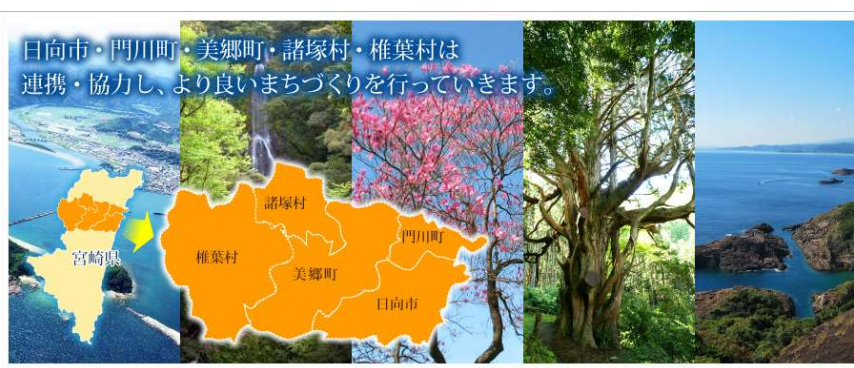 日向市・門川町・美郷町・諸塚村・椎葉村は
連携・協力し、より良いまちづくりを行っていきます。
諸塚村
門川町
椎葉村
宮崎県
美郷町
日向市